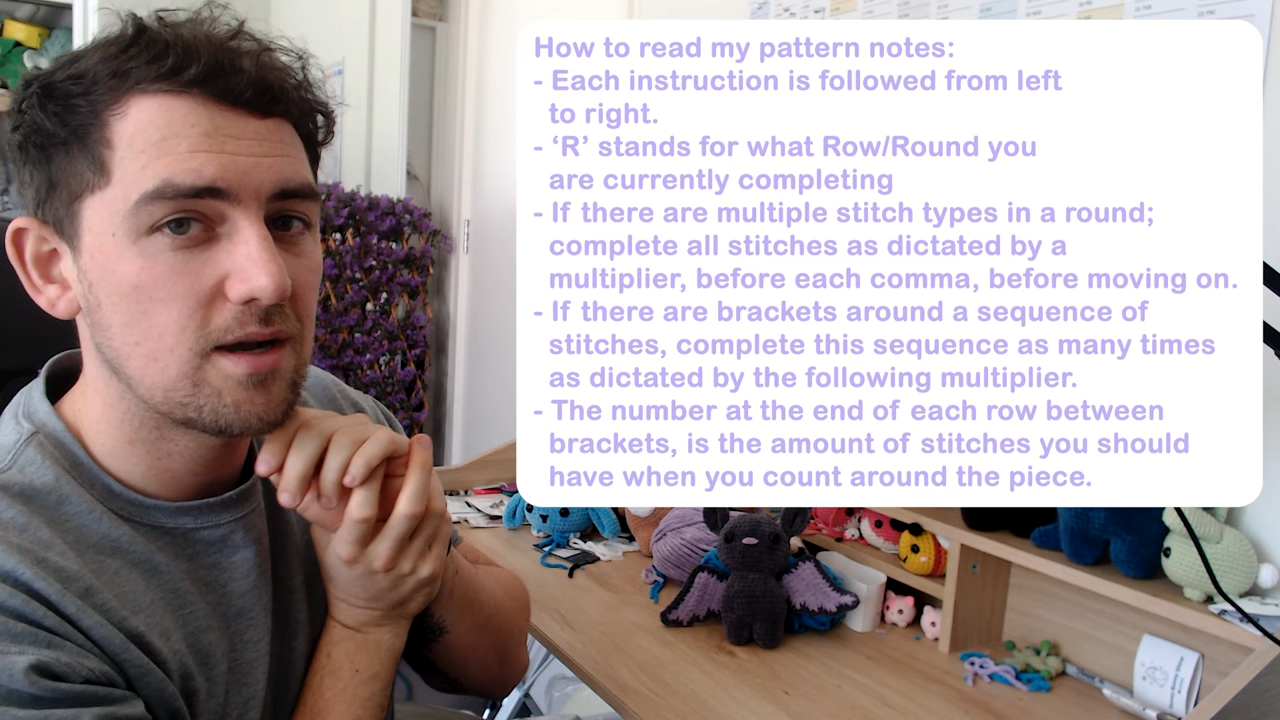 How to read my pattern notes:
- Each instruction is followed from left
to right.
- ‘R’ stands for what Row/Round you
are currently completing
- If there are multiple stitch types in a round;
complete all stitches as dictated by a
multiplier, before each comma, before moving on.
- If there are brackets around a sequence of
stitches, complete this sequence as many times
as dictated by the following multiplier.
- The number at the end of each row between
brackets, is the amount of stitches you should
have when you count around the piece.